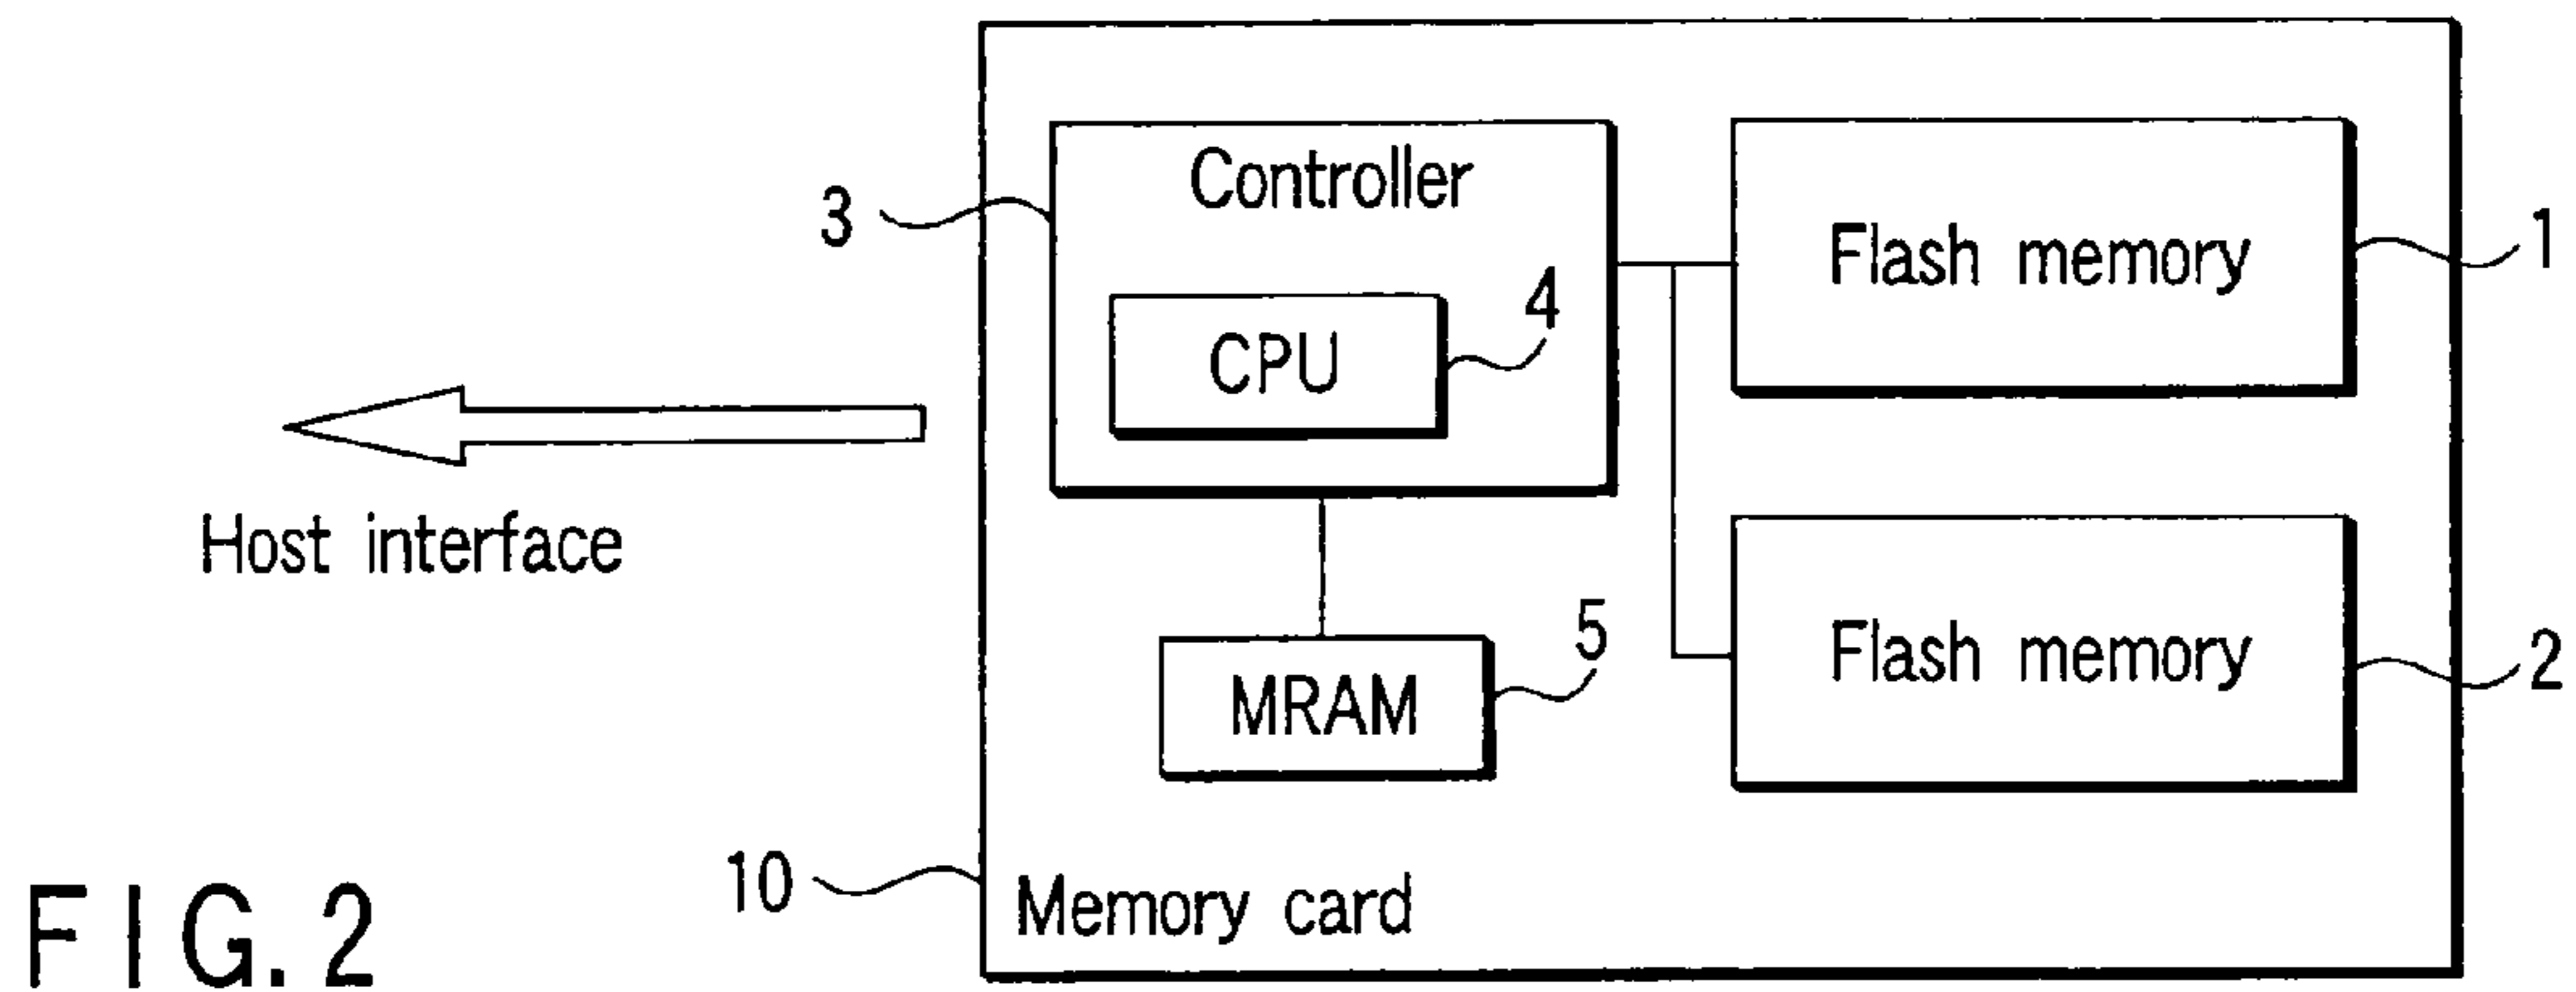 Controller
3
Flash memory
1
4
CPU
Host interface
5
Flash memory
2
MRAM
10
Memory card
FIG. 2